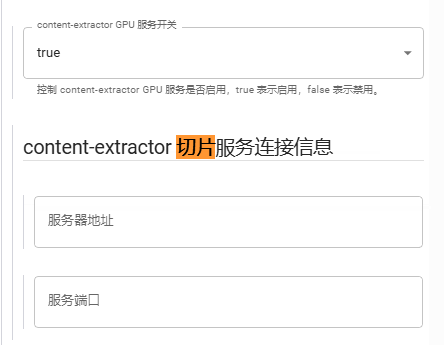 content-extractor GPU 服务开关
true
控制 content-extractor GPU 服务是否启用，true 表示启用，false 表示禁用。
content-extractor 切片服务连接信息
服务器地址
服务端口